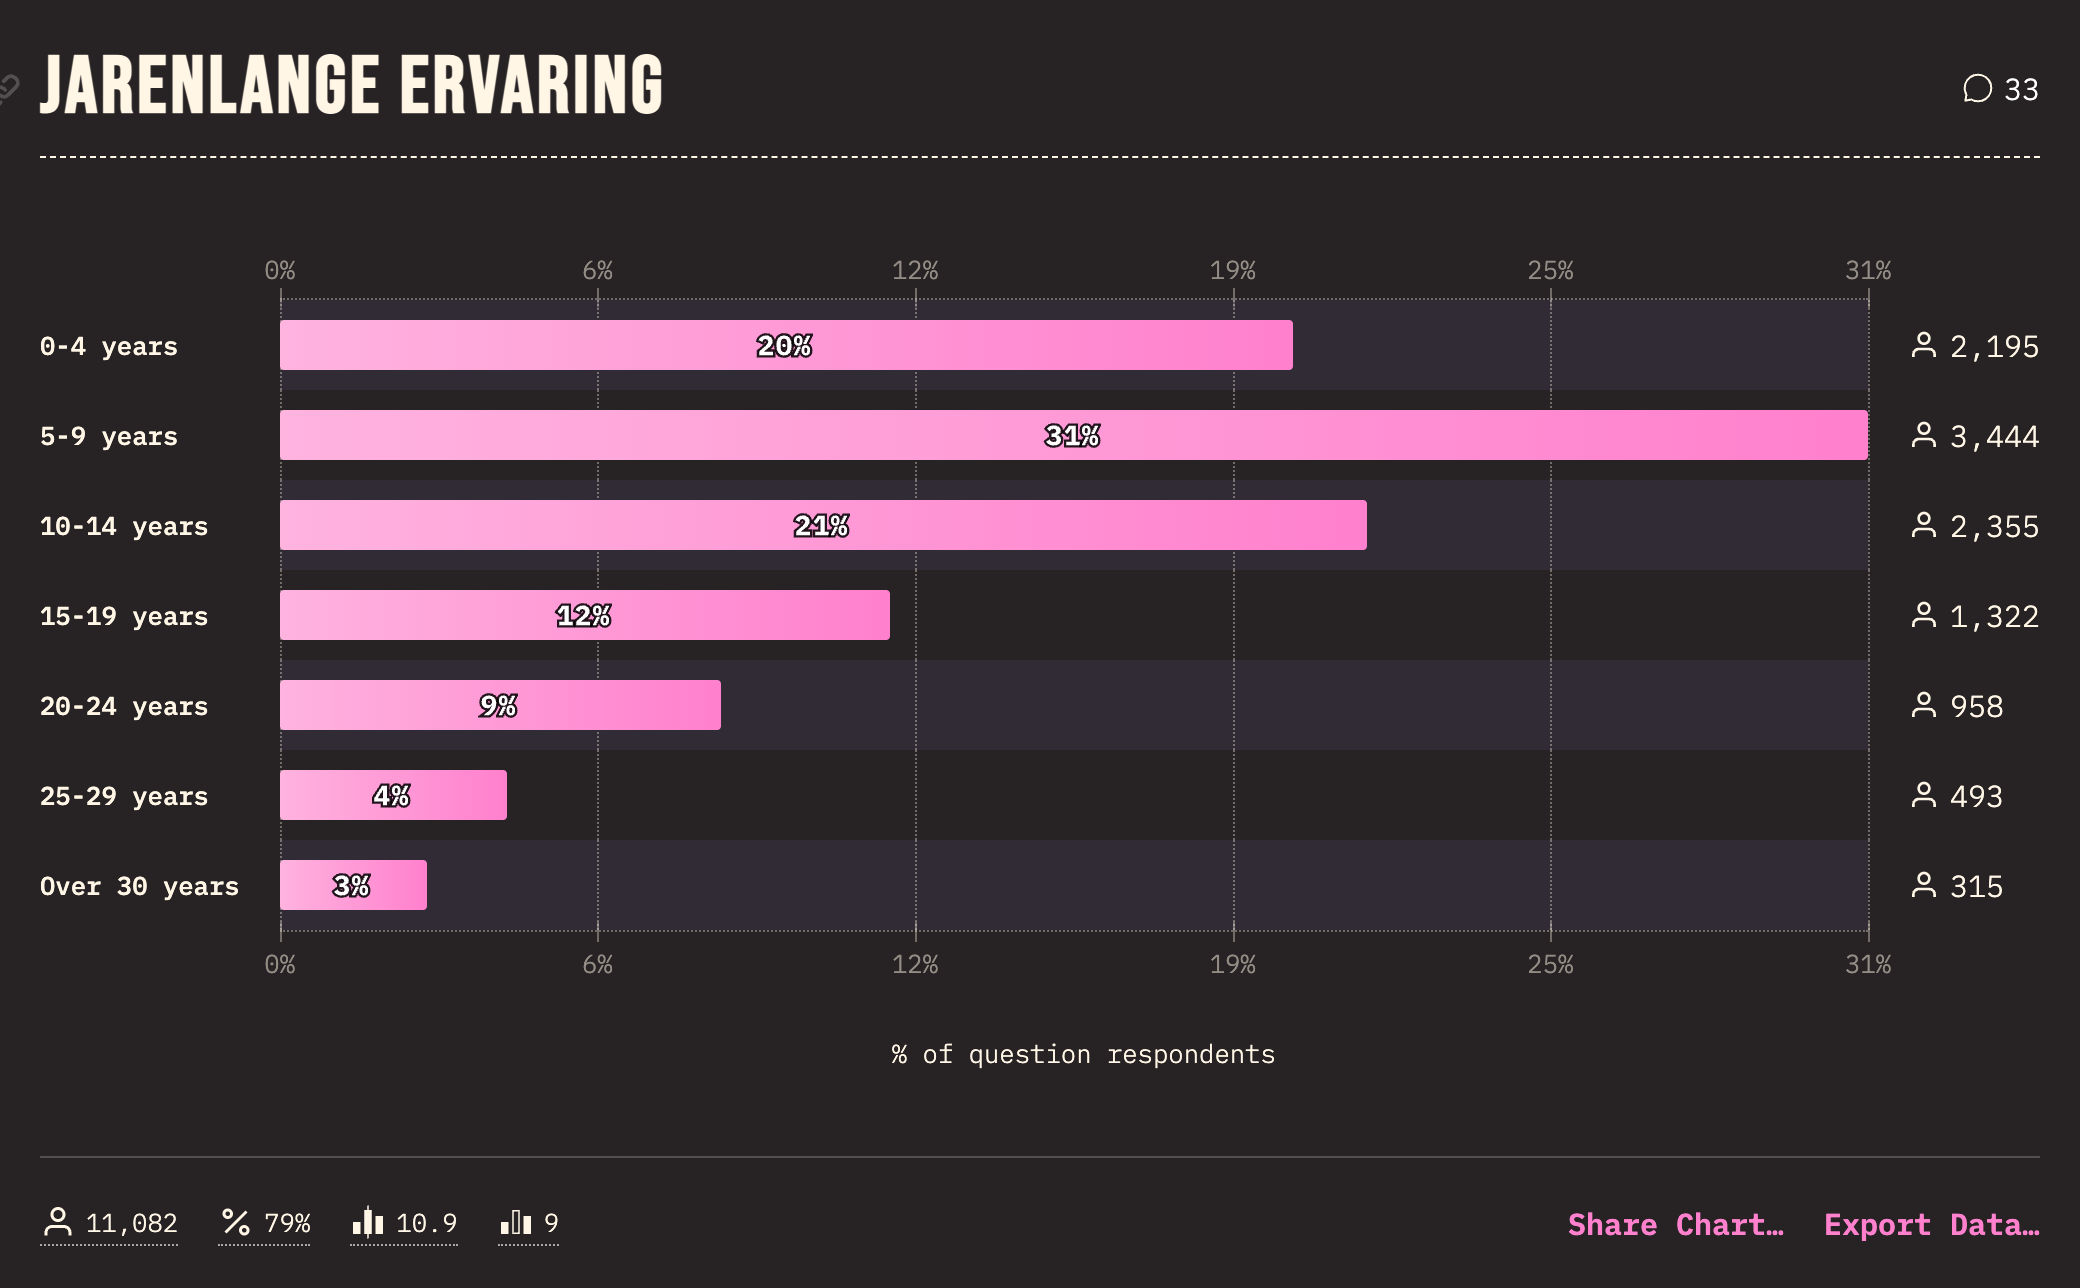 JARENLANGE ERVARING
33
0% 6% 12% 19% 25% 31%
0-4 years 20% 2,195
5-9 years 31% 3,444
10-14 years 21% 2,355
15-19 years 12% 1,322
20-24 years 9% 958
25-29 years 4% 493
Over 30 years 3% 315
0% 6% 12% 19% 25% 31%
% of question respondents
11,082 79% 10.9 9 Share Chart… Export Data…